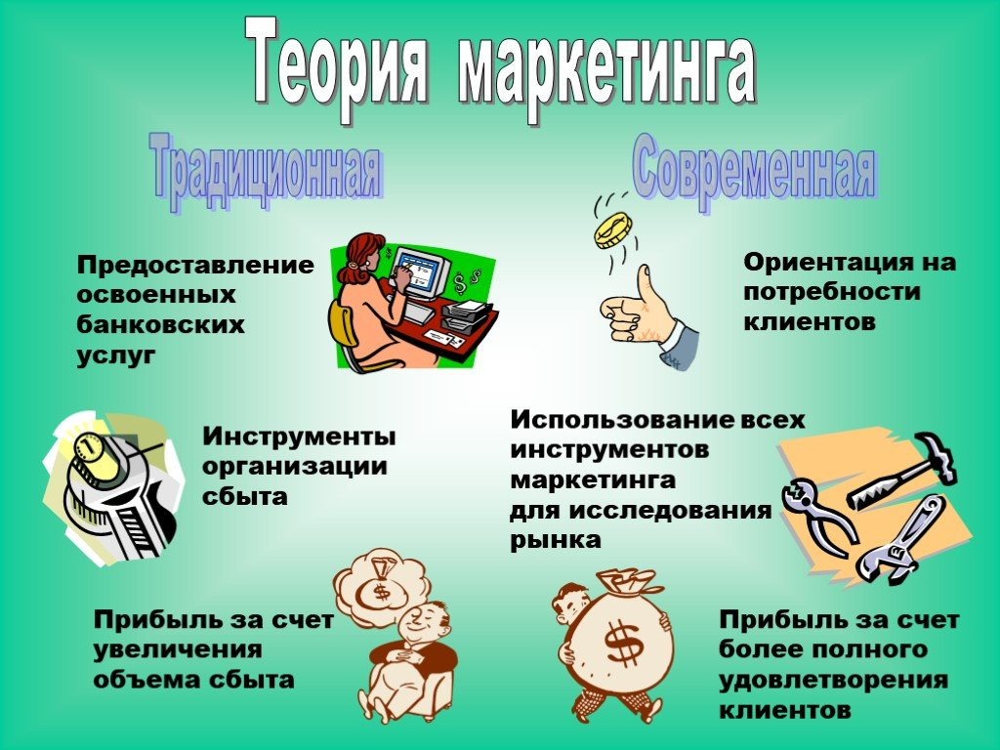 Теория маркетинга
Традиционная
Современная
Предоставление
освоенных
банковских
услуг
Ориентация на
потребности
клиентов
Инструменты
организации
сбыта
Использование всех
инструментов
маркетинга
для исследования
рынка
Прибыль за счет
увеличения
объема сбыта
Прибыль за счет
более полного
удовлетворения
клиентов